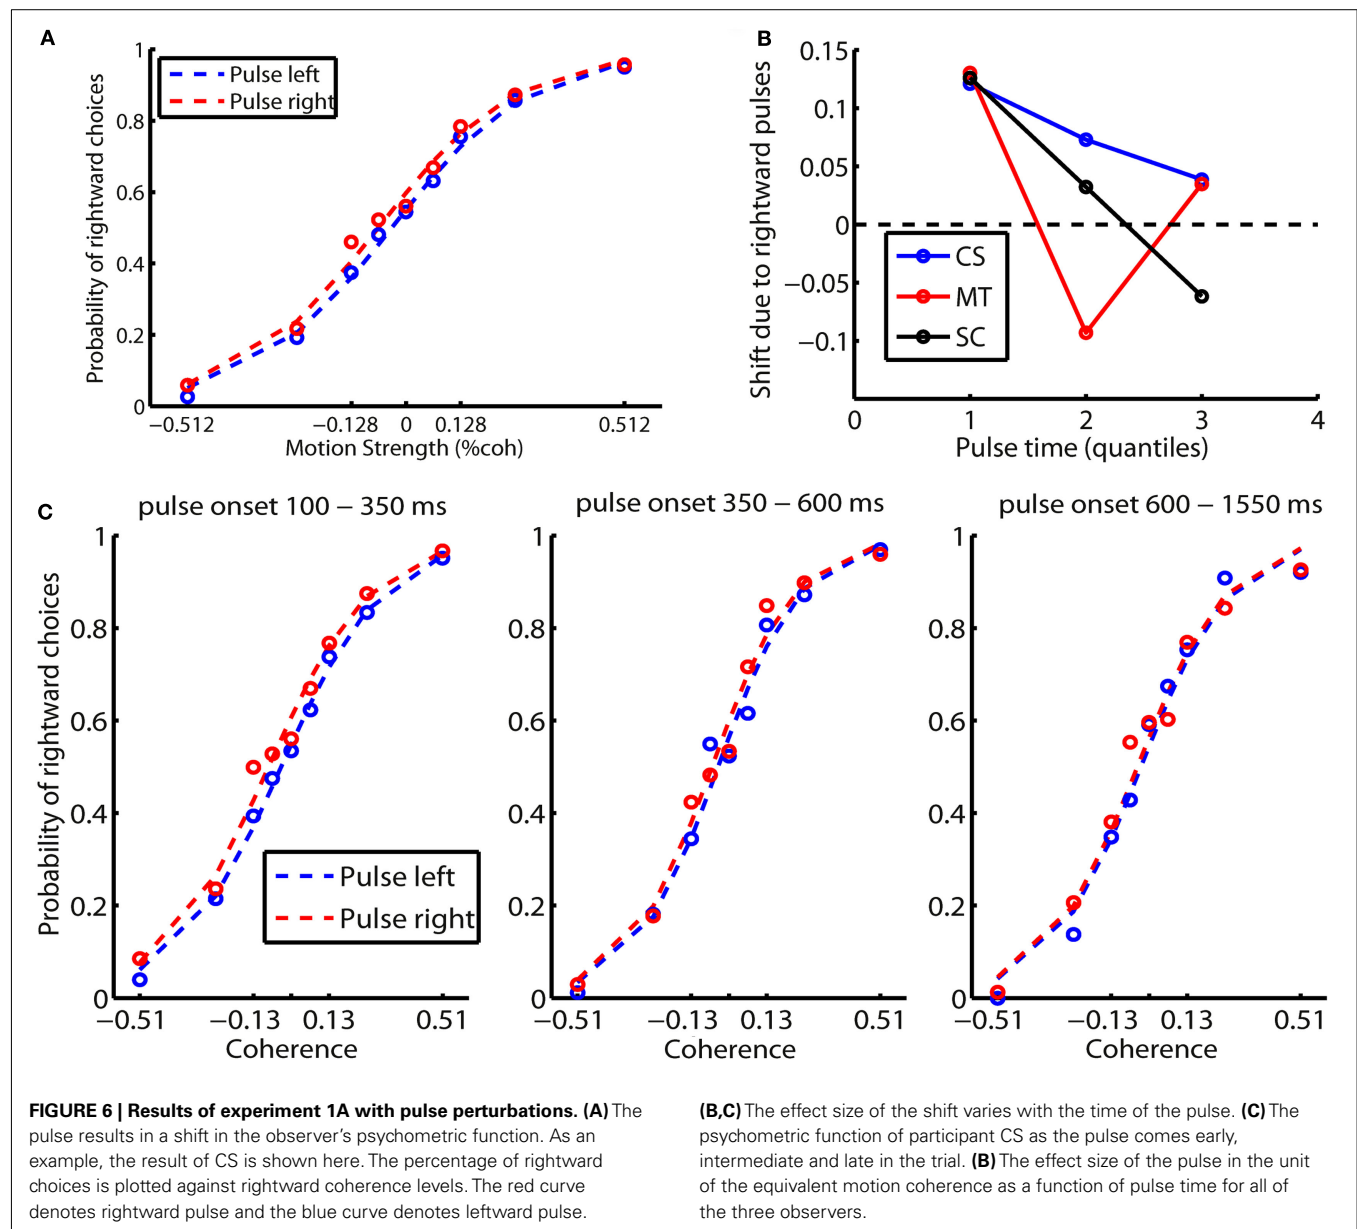 A
1
0.8
0.6
0.4
0.2
0
Probability of rightward choices
Pulse left
Pulse right
−0.512
−0.128
0
0.128
0.512
Motion Strength (%coh)
B
0.15
0.1
0.05
0
−0.05
−0.1
Shift due to rightward pulses
CS
MT
SC
0
1
2
3
4
Pulse time (quantiles)
C
pulse onset 100 – 350 ms
1
0.8
0.6
0.4
0.2
0
Probability of rightward choices
Pulse left
Pulse right
−0.51
−0.13
0.13
0.51
Coherence
pulse onset 350 – 600 ms
1
0.8
0.6
0.4
0.2
0
−0.51
−0.13
0.13
0.51
Coherence
pulse onset 600 – 1550 ms
1
0.8
0.6
0.4
0.2
0
−0.51
−0.13
0.13
0.51
Coherence
FIGURE 6 | Results of experiment 1A with pulse perturbations. (A) The
pulse results in a shift in the observer's psychometric function. As an
example, the result of CS is shown here. The percentage of rightward
choices is plotted against rightward coherence levels. The red curve
denotes rightward pulse and the blue curve denotes leftward pulse.
(B,C) The effect size of the shift varies with the time of the pulse. (C) The
psychometric function of participant CS as the pulse comes early,
intermediate and late in the trial. (B) The effect size of the pulse in the unit
of the equivalent motion coherence as a function of pulse time for all of
the three observers.